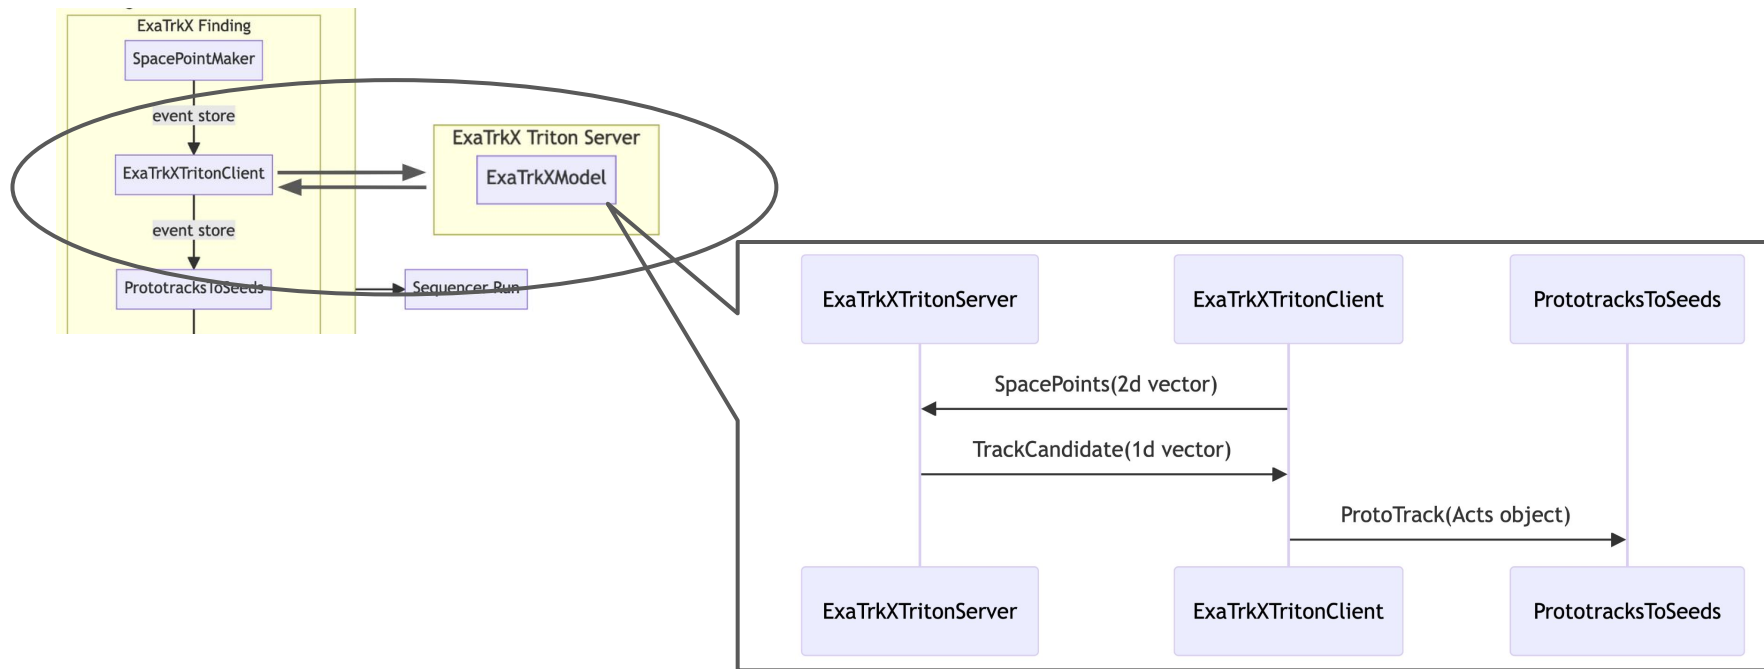 ExaTrkX Finding
SpacePointMaker
event store
ExaTrkXTritonClient
event store
PrototracksToSeeds
ExaTrkX Triton Server
ExaTrkXModel
Sequencer Run
ExaTrkXTritonServer
ExaTrkXTritonClient
PrototracksToSeeds
SpacePoints(2d vector)
TrackCandidate(1d vector)
ProtoTrack(Acts object)
ExaTrkXTritonServer
ExaTrkXTritonClient
PrototracksToSeeds